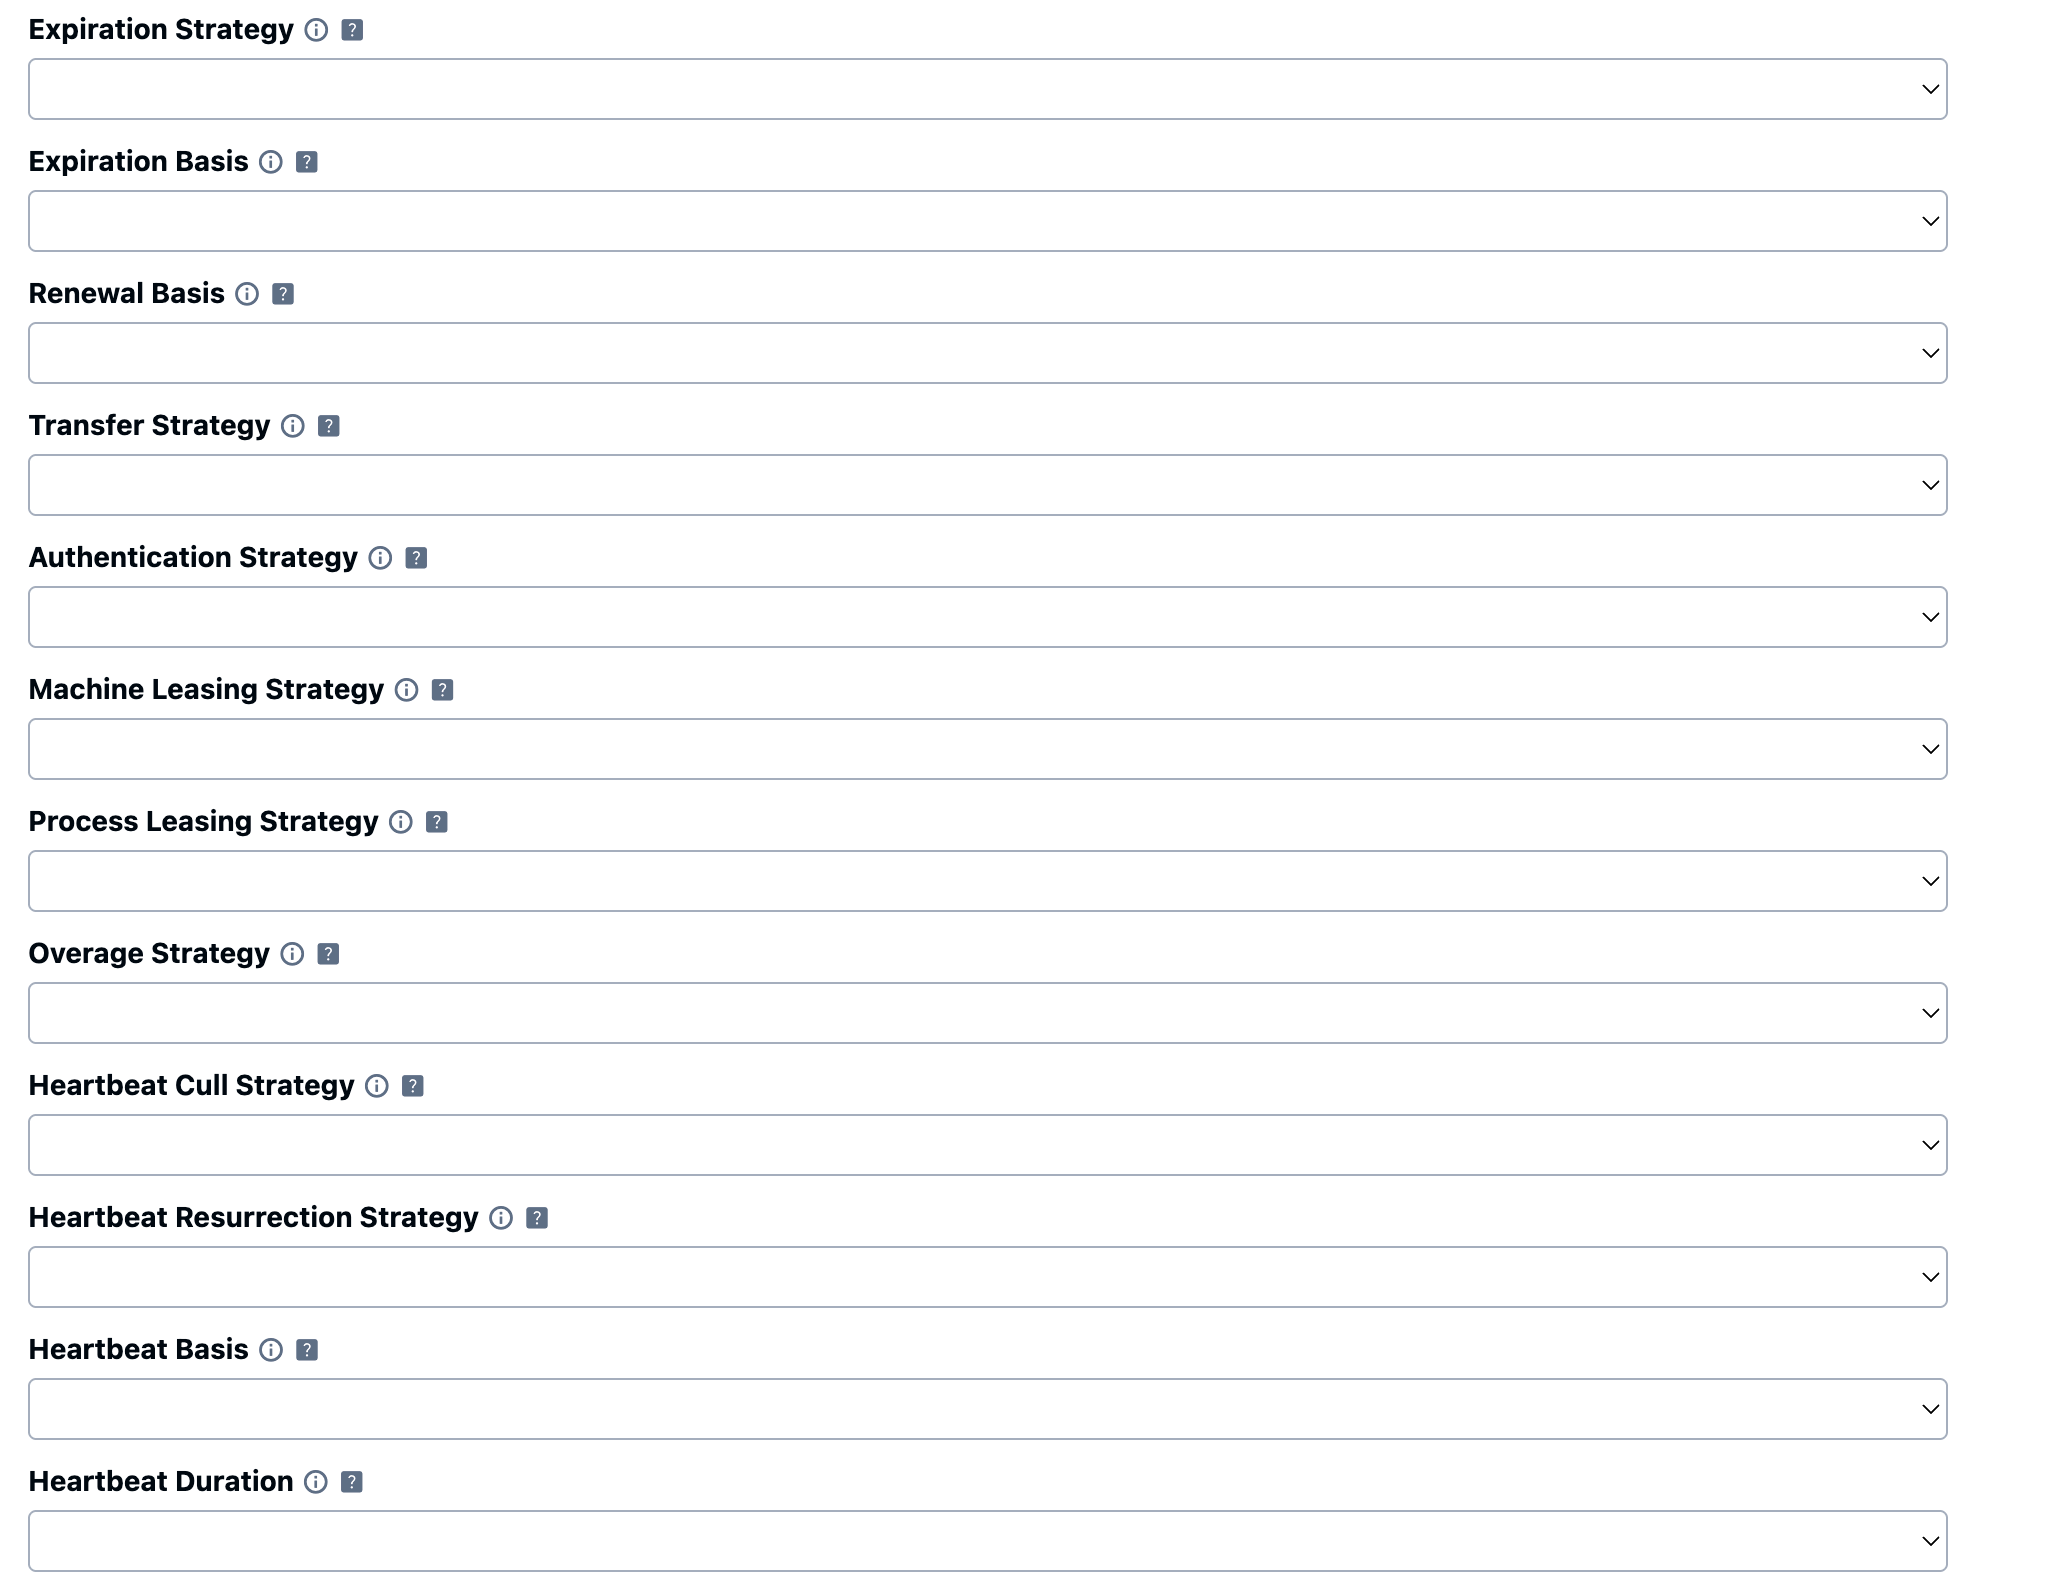 Expiration Strategy
Expiration Basis
Renewal Basis
Transfer Strategy
Authentication Strategy
Machine Leasing Strategy
Process Leasing Strategy
Overage Strategy
Heartbeat Cull Strategy
Heartbeat Resurrection Strategy
Heartbeat Basis
Heartbeat Duration